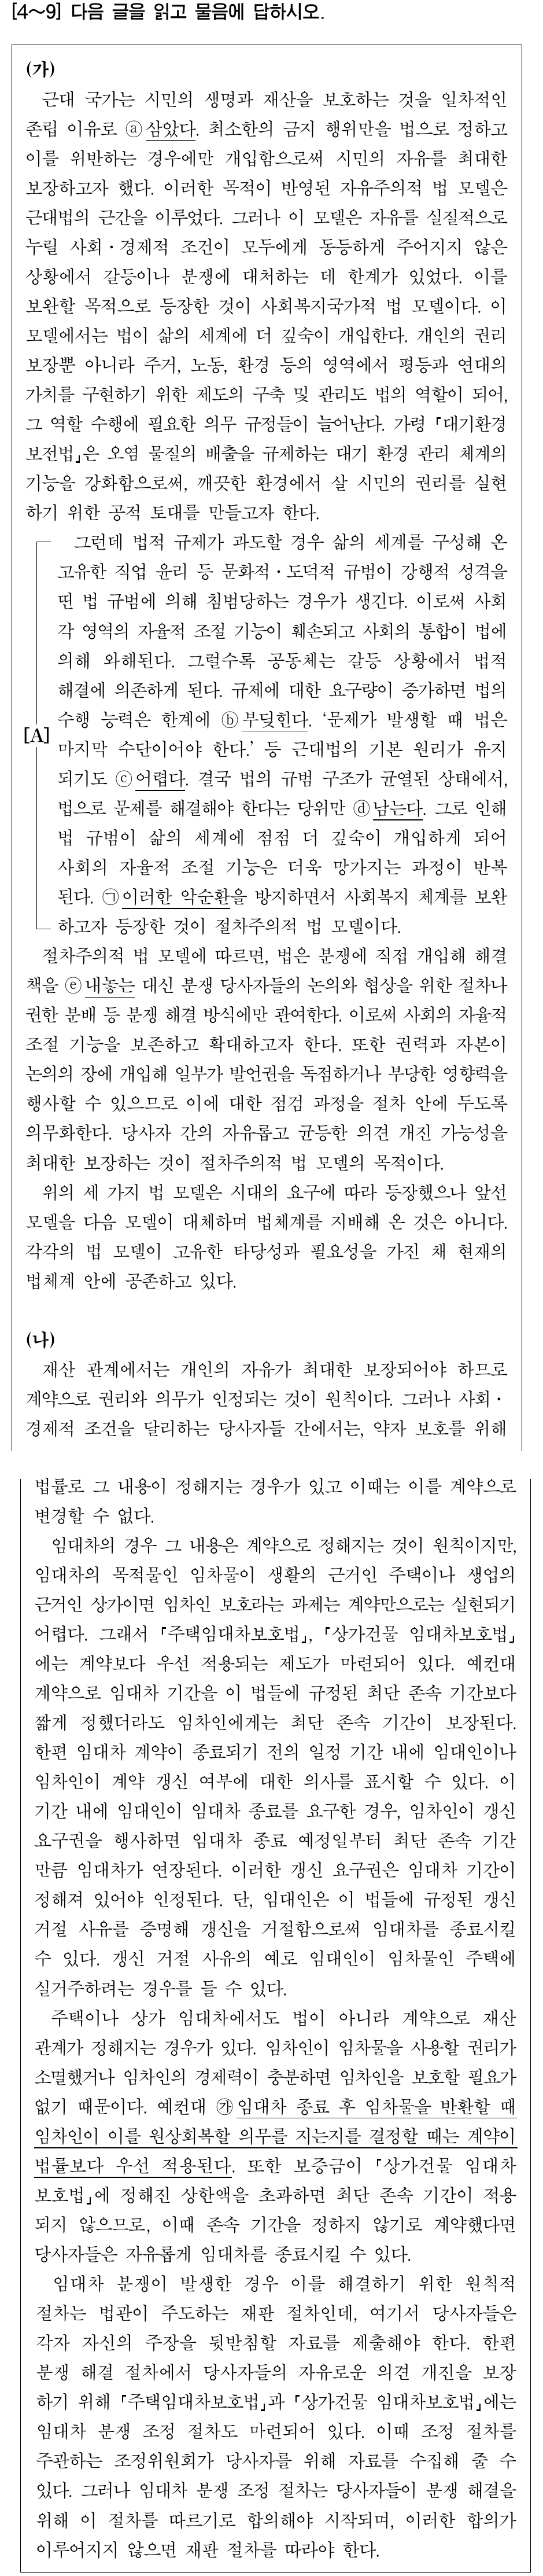 [4～9] 다음 글을 읽고 물음에 답하시오.
(가)
근대 국가는 시민의 생명과 재산을 보호하는 것을 일차적인
존립 이유로 ⓐ삼았다. 최소한의 금지 행위만을 법으로 정하고
이를 위반하는 경우에만 개입함으로써 시민의 자유를 최대한
보장하고자 했다. 이러한 목적이 반영된 자유주의적 법 모델은
근대법의 근간을 이루었다. 그러나 이 모델은 자유를 실질적으로
누릴 사회·경제적 조건이 모두에게 동등하게 주어지지 않은
상황에서 갈등이나 분쟁에 대처하는 데 한계가 있었다. 이를
보완할 목적으로 등장한 것이 사회복지국가적 법 모델이다. 이
모델에서는 법이 삶의 세계에 더 깊숙이 개입한다. 개인의 권리
보장뿐 아니라 주거, 노동, 환경 등의 영역에서 평등과 연대의
가치를 구현하기 위한 제도의 구축 및 관리도 법의 역할이 되어,
그 역할 수행에 필요한 의무 규정들이 늘어난다. 가령 「대기환경
보전법」은 오염 물질의 배출을 규제하는 대기 환경 관리 체계의
기능을 강화함으로써, 깨끗한 환경에서 살 시민의 권리를 실현
하기 위한 공적 토대를 만들고자 한다.
그런데 법적 규제가 과도할 경우 삶의 세계를 구성해 온
고유한 직업 윤리 등 문화적·도덕적 규범이 강행적 성격을
띤 법 규범에 의해 침범당하는 경우가 생긴다. 이로써 사회
각 영역의 자율적 조절 기능이 훼손되고 사회의 통합이 법에
의해 와해된다. 그럴수록 공동체는 갈등 상황에서 법적
해결에 의존하게 된다. 규제에 대한 요구량이 증가하면 법의
수행 능력은 한계에 ⓑ부딪힌다. ‘문제가 발생할 때 법은
[A] 마지막 수단이어야 한다.’ 등 근대법의 기본 원리가 유지
되기도 ⓒ어렵다. 결국 법의 규범 구조가 균열된 상태에서,
법으로 문제를 해결해야 한다는 당위만 ⓓ남는다. 그로 인해
법 규범이 삶의 세계에 점점 더 깊숙이 개입하게 되어
사회의 자율적 조절 기능은 더욱 망가지는 과정이 반복
된다. ㉠이러한 악순환을 방지하면서 사회복지 체계를 보완
하고자 등장한 것이 절차주의적 법 모델이다.
절차주의적 법 모델에 따르면, 법은 분쟁에 직접 개입해 해결
책을 ⓔ내놓는 대신 분쟁 당사자들의 논의와 협상을 위한 절차나
권한 분배 등 분쟁 해결 방식에만 관여한다. 이로써 사회의 자율적
조절 기능을 보존하고 확대하고자 한다. 또한 권력과 자본이
논의의 장에 개입해 일부가 발언권을 독점하거나 부당한 영향력을
행사할 수 있으므로 이에 대한 점검 과정을 절차 안에 두도록
의무화한다. 당사자 간의 자유롭고 균등한 의견 개진 가능성을
최대한 보장하는 것이 절차주의적 법 모델의 목적이다.
위의 세 가지 법 모델은 시대의 요구에 따라 등장했으나 앞선
모델을 다음 모델이 대체하며 법체계를 지배해 온 것은 아니다.
각각의 법 모델이 고유한 타당성과 필요성을 가진 채 현재의
법체계 안에 공존하고 있다.
(나)
재산 관계에서는 개인의 자유가 최대한 보장되어야 하므로
계약으로 권리와 의무가 인정되는 것이 원칙이다. 그러나 사회·
경제적 조건을 달리하는 당사자들 간에서는, 약자 보호를 위해
법률로 그 내용이 정해지는 경우가 있고 이때는 이를 계약으로
변경할 수 없다.
임대차의 경우 그 내용은 계약으로 정해지는 것이 원칙이지만,
임대차의 목적물인 임차물이 생활의 근거인 주택이나 생업의
근거인 상가이면 임차인 보호라는 과제는 계약만으로는 실현되기
어렵다. 그래서 「주택임대차보호법」, 「상가건물 임대차보호법」
에는 계약보다 우선 적용되는 제도가 마련되어 있다. 예컨대
계약으로 임대차 기간을 이 법들에 규정된 최단 존속 기간보다
짧게 정했더라도 임차인에게는 최단 존속 기간이 보장된다.
한편 임대차 계약이 종료되기 전의 일정 기간 내에 임대인이나
임차인이 계약 갱신 여부에 대한 의사를 표시할 수 있다. 이
기간 내에 임대인이 임대차 종료를 요구한 경우, 임차인이 갱신
요구권을 행사하면 임대차 종료 예정일부터 최단 존속 기간
만큼 임대차가 연장된다. 이러한 갱신 요구권은 임대차 기간이
정해져 있어야 인정된다. 단, 임대인은 이 법들에 규정된 갱신
거절 사유를 증명해 갱신을 거절함으로써 임대차를 종료시킬
수 있다. 갱신 거절 사유의 예로 임대인이 임차물인 주택에
실거주하려는 경우를 들 수 있다.
주택이나 상가 임대차에서도 법이 아니라 계약으로 재산
관계가 정해지는 경우가 있다. 임차인이 임차물을 사용할 권리가
소멸했거나 임차인의 경제력이 충분하면 임차인을 보호할 필요가
없기 때문이다. 예컨대 ㉮임대차 종료 후 임차물을 반환할 때
임차인이 이를 원상회복할 의무를 지는지를 결정할 때는 계약이
법률보다 우선 적용된다. 또한 보증금이 「상가건물 임대차
보호법」에 정해진 상한액을 초과하면 최단 존속 기간이 적용
되지 않으므로, 이때 존속 기간을 정하지 않기로 계약했다면
당사자들은 자유롭게 임대차를 종료시킬 수 있다.
임대차 분쟁이 발생한 경우 이를 해결하기 위한 원칙적
절차는 법관이 주도하는 재판 절차인데, 여기서 당사자들은
각자 자신의 주장을 뒷받침할 자료를 제출해야 한다. 한편
분쟁 해결 절차에서 당사자들의 자유로운 의견 개진을 보장
하기 위해 「주택임대차보호법」과 「상가건물 임대차보호법」에는
임대차 분쟁 조정 절차도 마련되어 있다. 이때 조정 절차를
주관하는 조정위원회가 당사자를 위해 자료를 수집해 줄 수
있다. 그러나 임대차 분쟁 조정 절차는 당사자들이 분쟁 해결을
위해 이 절차를 따르기로 합의해야 시작되며, 이러한 합의가
이루어지지 않으면 재판 절차를 따라야 한다.